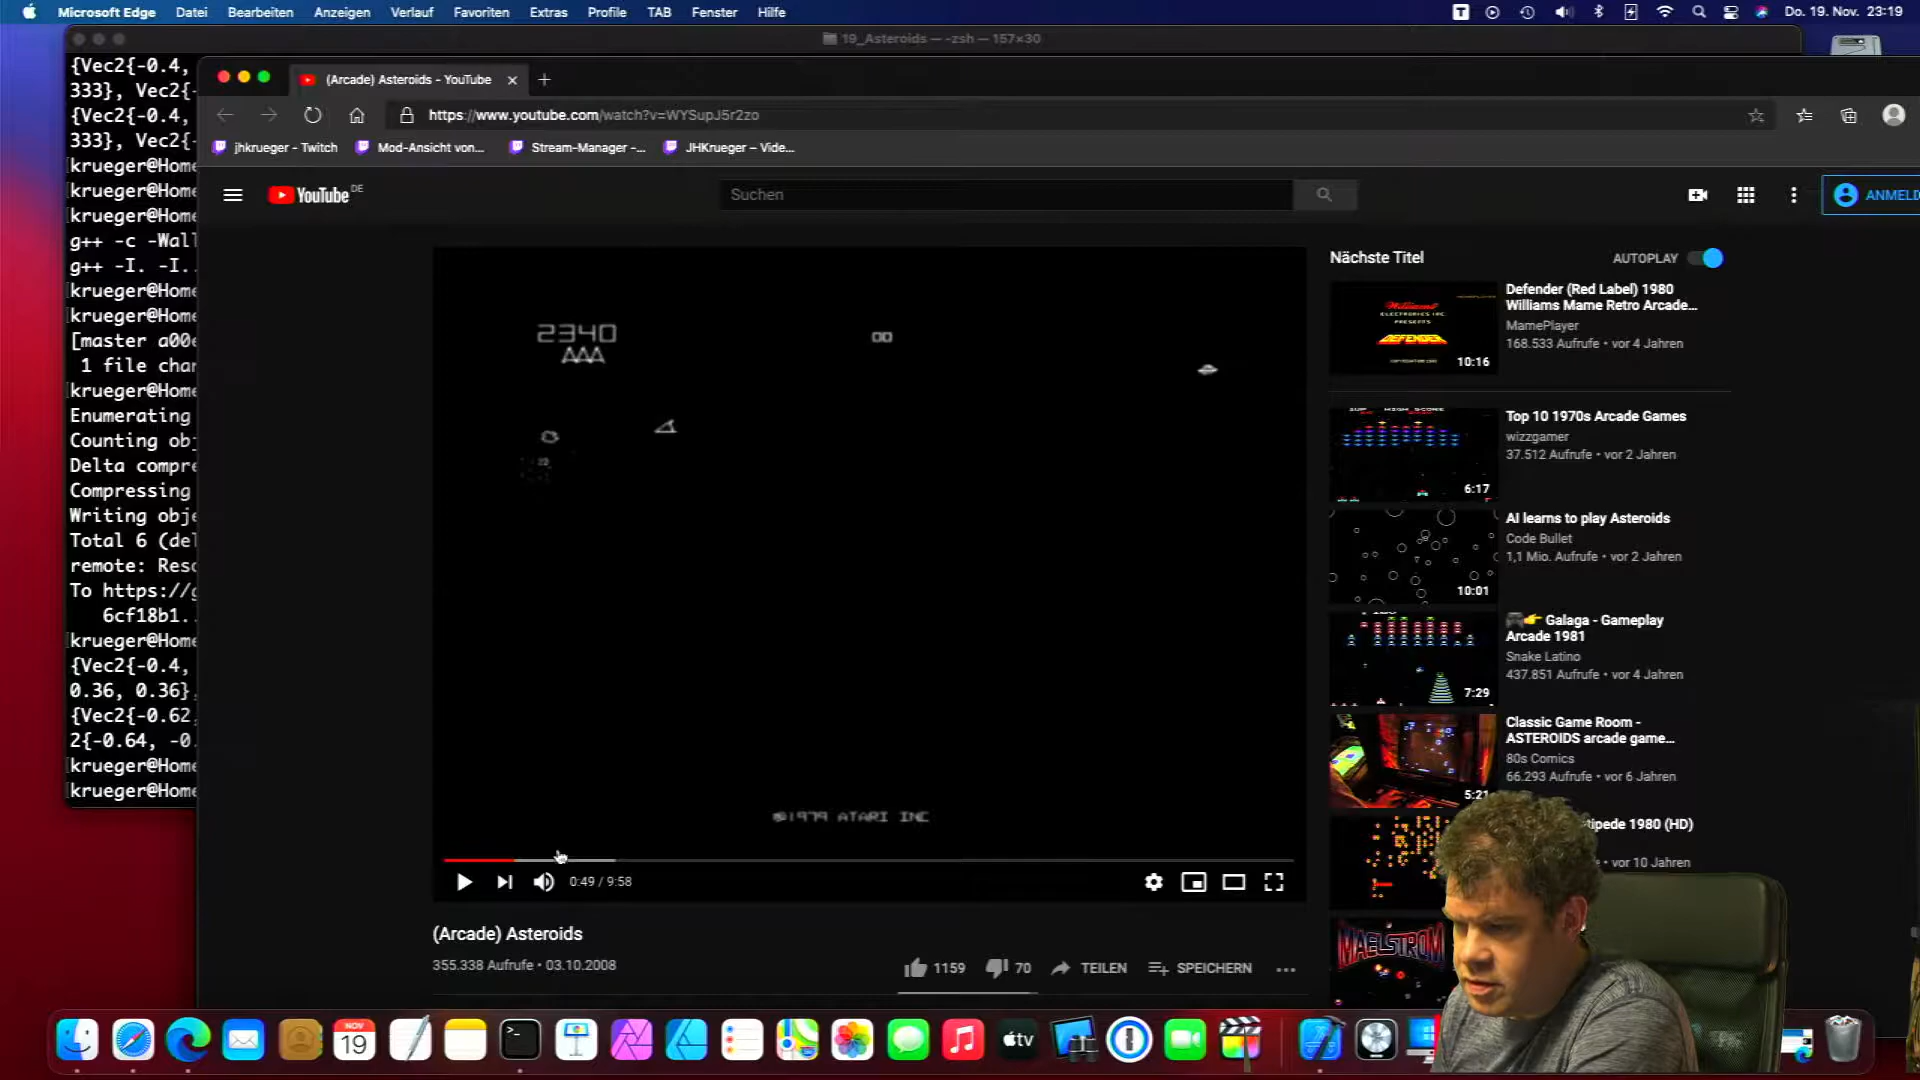 Microsoft Edge Datei Bearbeiten Anzeigen Verlauf Favoriten Extras Profile TAB Fenster Hilfe
Do. 19. Nov. 23:19
19_Asteroids — -zsh — 157×30
{Vec2{-0.4,
333}, Vec2{-
{Vec2{-0.4,
333}, Vec2{-
krueger@Home
krueger@Home
krueger@Home
g++ -c -Wall
g++ -I. -I..
krueger@Home
krueger@Home
[master a00e
1 file chan
krueger@Home
Enumerating
Counting obj
Delta compre
Compressing
Writing obje
Total 6 (del
remote: Reso
To https://g
6cf18b1..
krueger@Home
{Vec2{-0.4,
0.36, 0.36},
{Vec2{-0.62,
2{-0.64, -0.
krueger@Home
krueger@Home
(Arcade) Asteroids - YouTube
https://www.youtube.com/watch?v=WYSupJ5r2zo
jhkrueger - Twitch
Mod-Ansicht von...
Stream-Manager -...
JHKrueger – Vide...
YouTube DE
Suchen
ANMELD
2340
00
©1979 ATARI INC
0:49 / 9:58
(Arcade) Asteroids
355.338 Aufrufe • 03.10.2008
1159
70
TEILEN
SPEICHERN
Nächste Titel
AUTOPLAY
Williams
ELECTRONICS INC.
PRESENTS
DEFENDER
10:16
Defender (Red Label) 1980
Williams Mame Retro Arcade...
MamePlayer
168.533 Aufrufe • vor 4 Jahren
6:17
Top 10 1970s Arcade Games
wizzgamer
37.512 Aufrufe • vor 2 Jahren
10:01
AI learns to play Asteroids
Code Bullet
1,1 Mio. Aufrufe • vor 2 Jahren
7:29
Galaga - Gameplay
Arcade 1981
Snake Latino
437.851 Aufrufe • vor 4 Jahren
5:21
Classic Game Room -
ASTEROIDS arcade game...
80s Comics
66.293 Aufrufe • vor 6 Jahren
tipede 1980 (HD)
vor 10 Jahren
MAELSTROM
NOV
19
tv